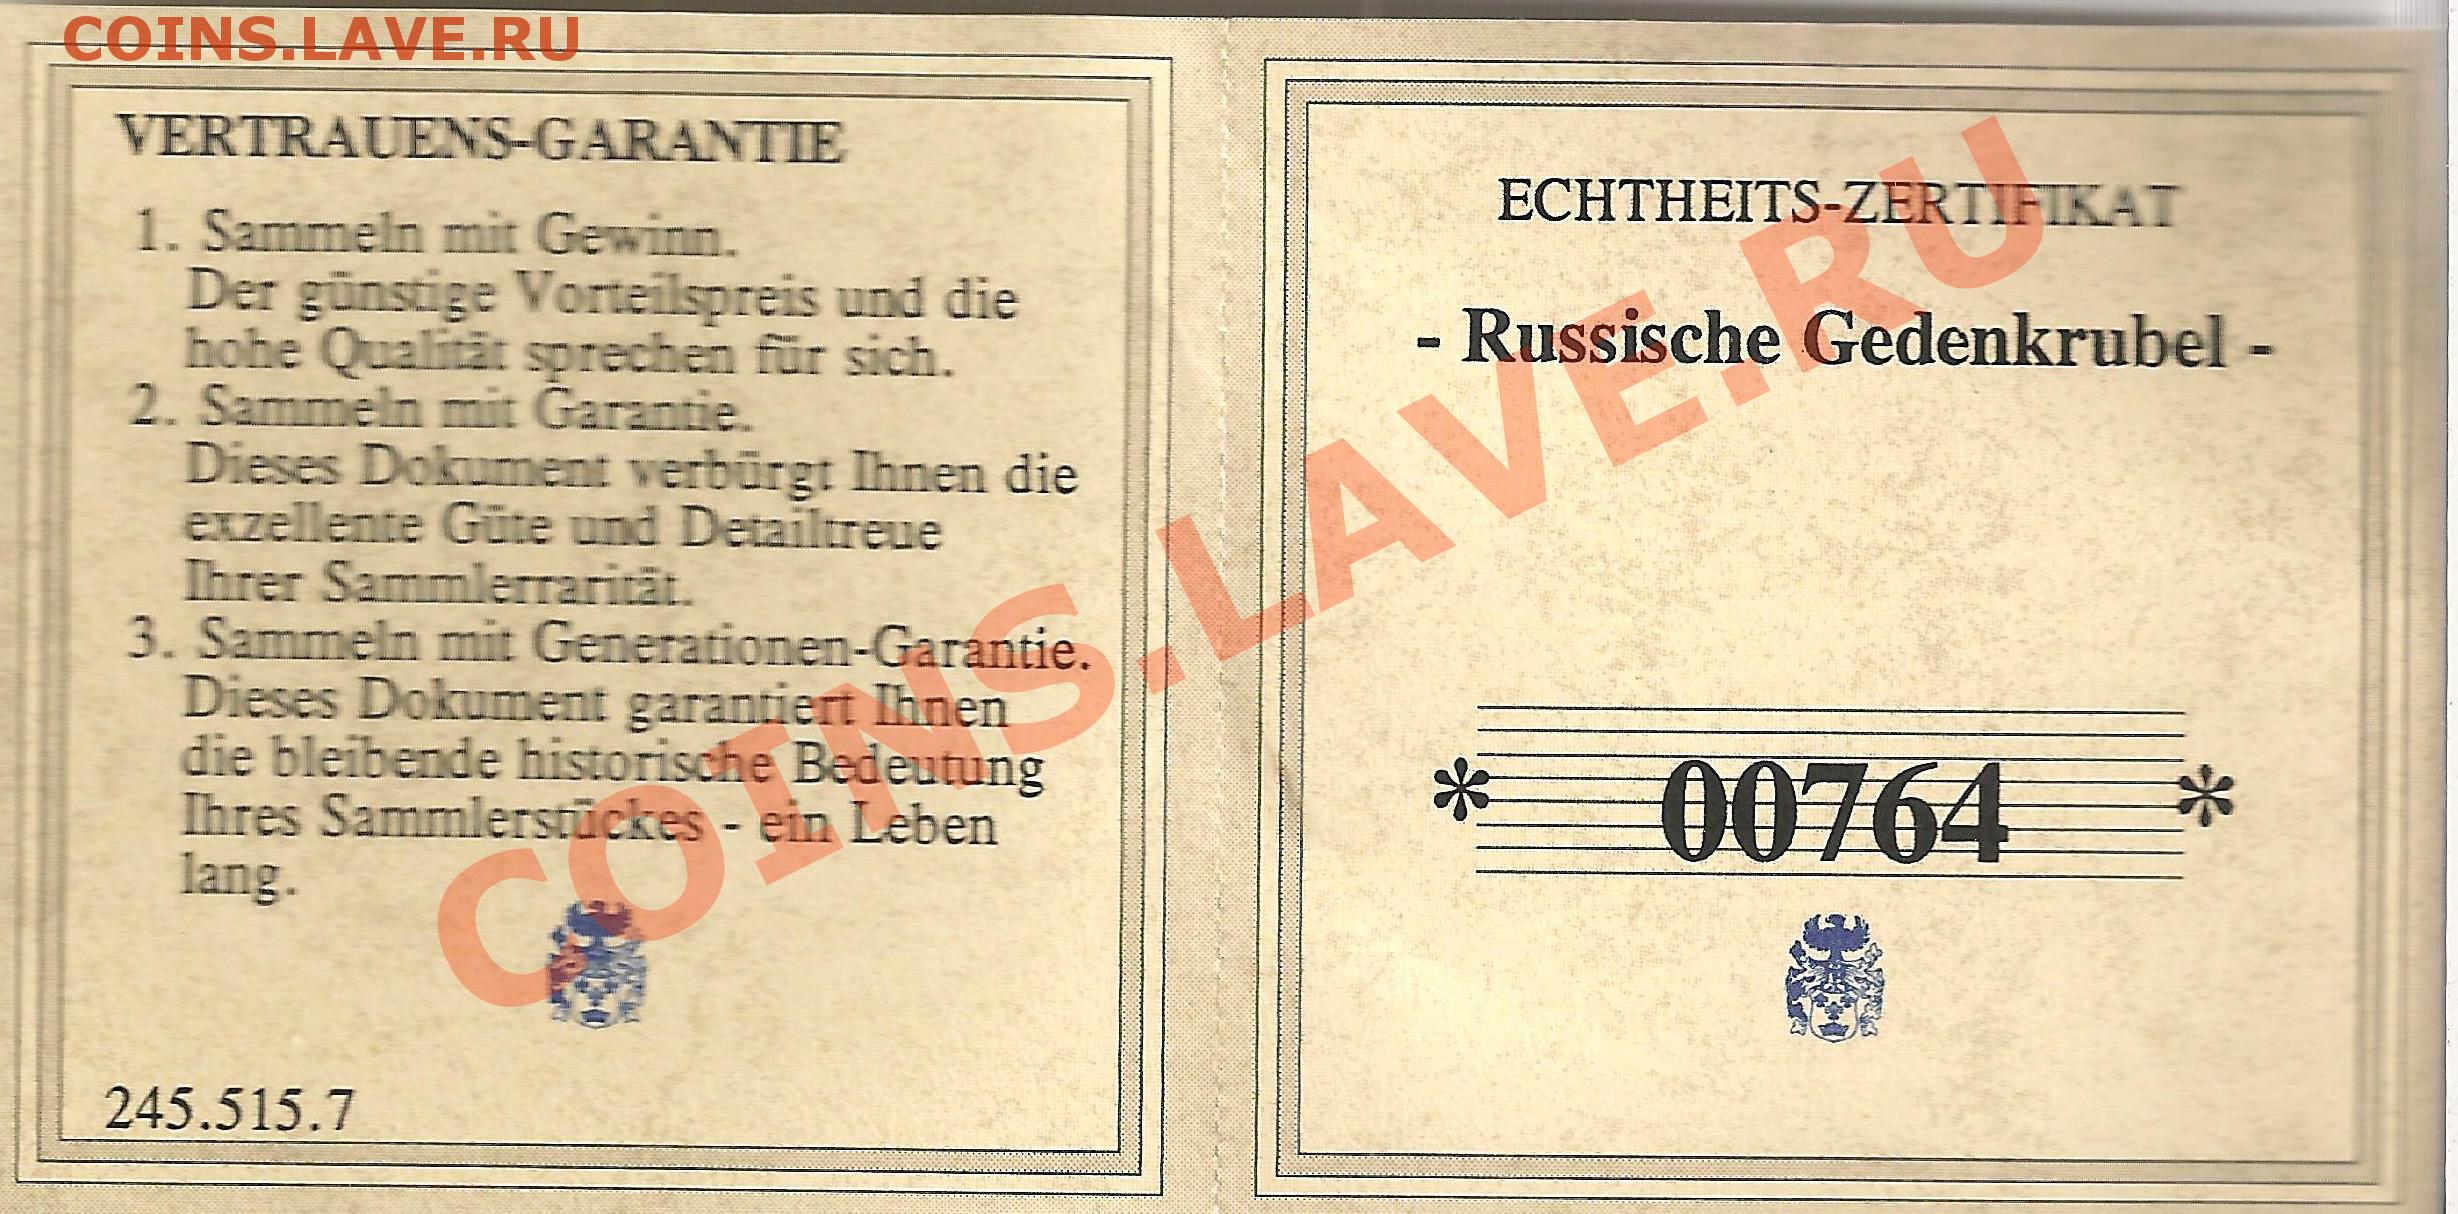 COINS.LAVE.RU
VERTRAUENS-GARANTIE
1. Sammeln mit Gewinn.
Der günstige Vorteilspreis und die
hohe Qualität sprechen für sich.
2. Sammeln mit Garantie.
Dieses Dokument verbürgt Ihnen die
exzellente Güte und Detailtreue
Ihrer Sammlerrarität.
3. Sammeln mit Generationen-Garantie.
Dieses Dokument garantiert Ihnen
die bleibende historische Bedeutung
Ihres Sammlerstückes - ein Leben
lang.
245.515.7
ECHTHEITS-ZERTIFIKAT
- Russische Gedenkrubel -
* 00764 *
COINS.LAVE.RU